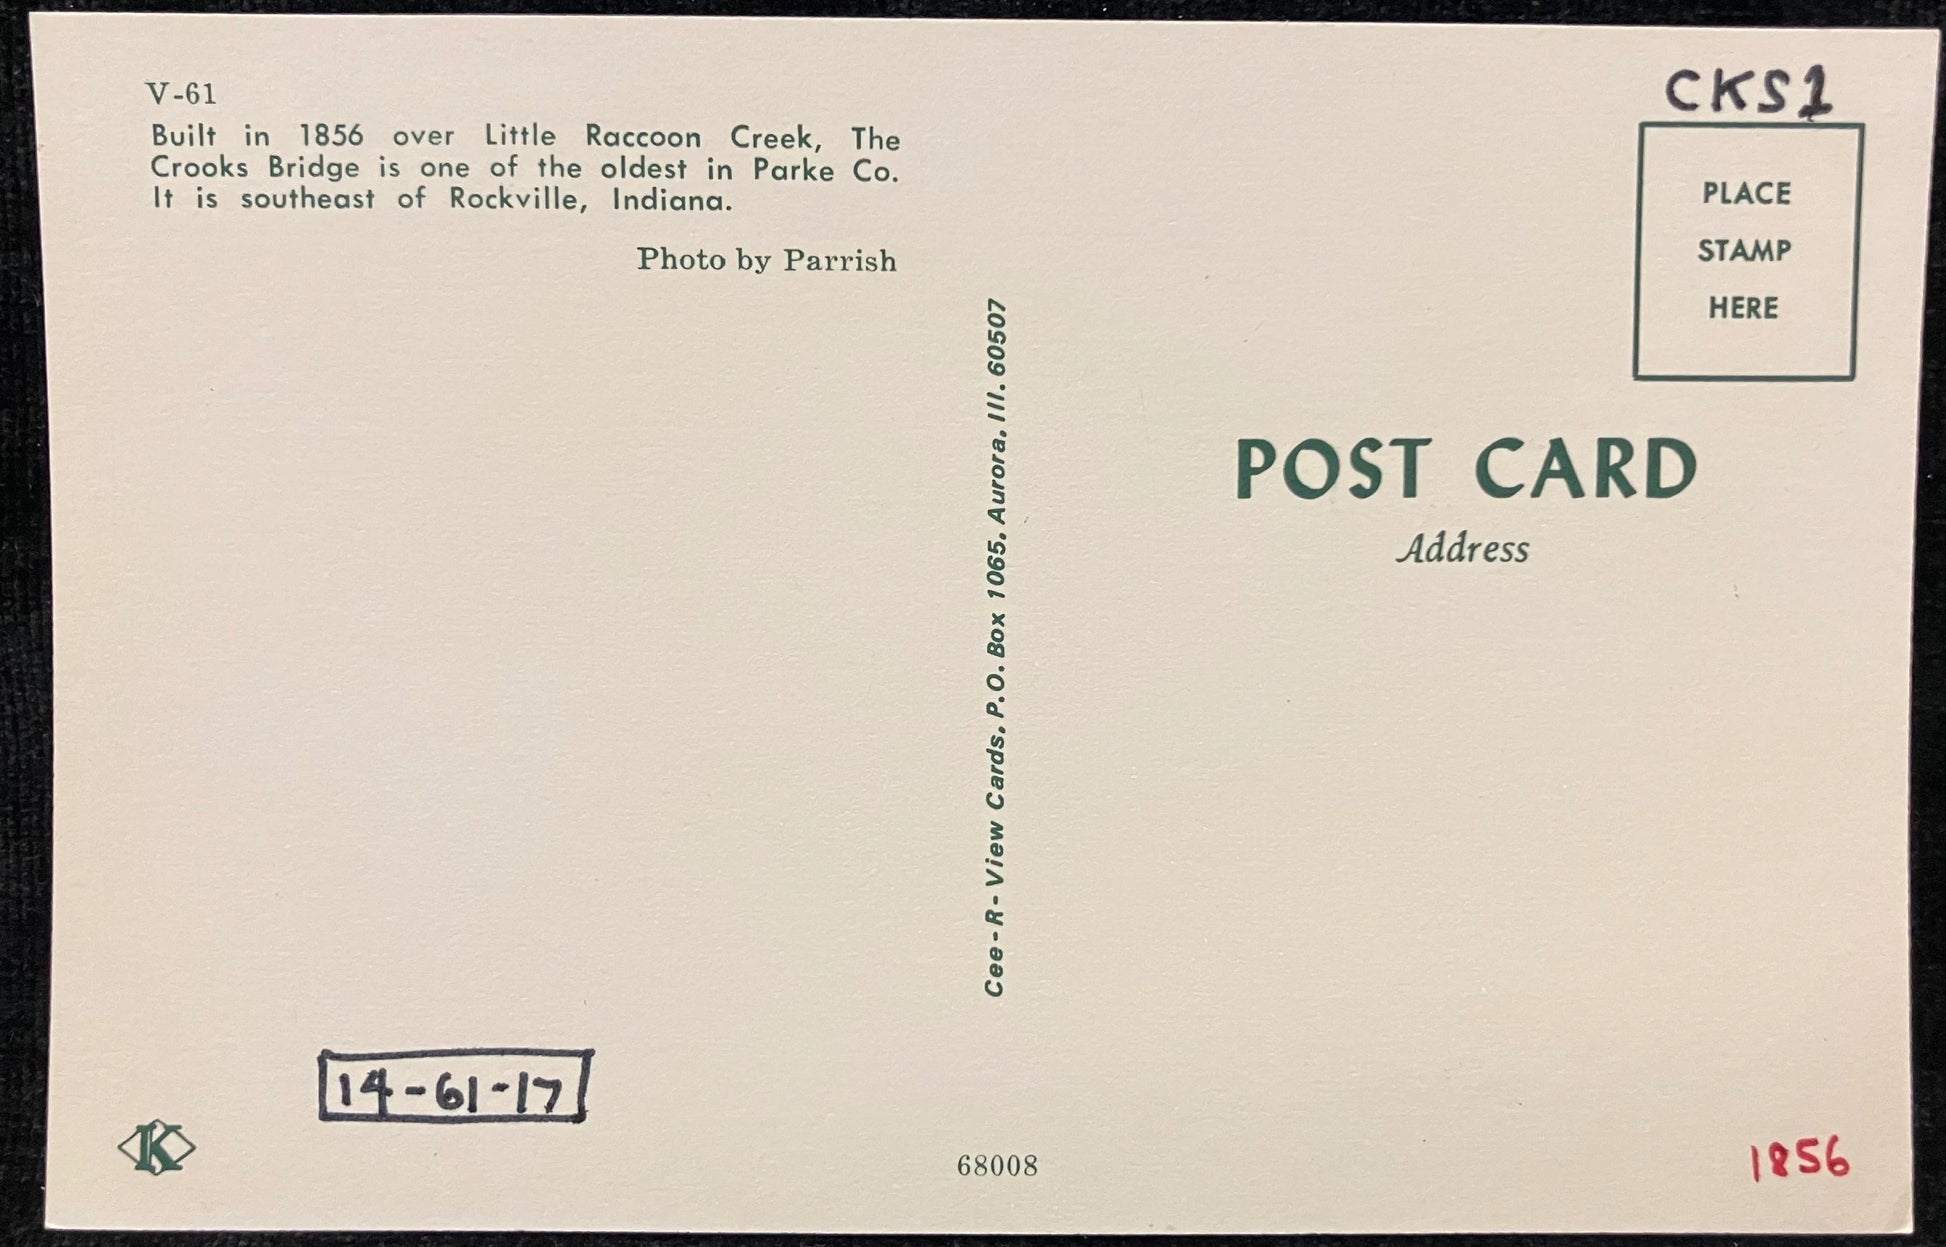 V-61
Built in 1856 over Little Raccoon Creek, The
Crooks Bridge is one of the oldest in Parke Co.
It is southeast of Rockville, Indiana.
Photo by Parrish
Cee-R-View Cards, P.O. Box 1065, Aurora, Ill. 60507
CKS1
PLACE
STAMP
HERE
POST CARD
Address
14-61-17
K
68008
1856